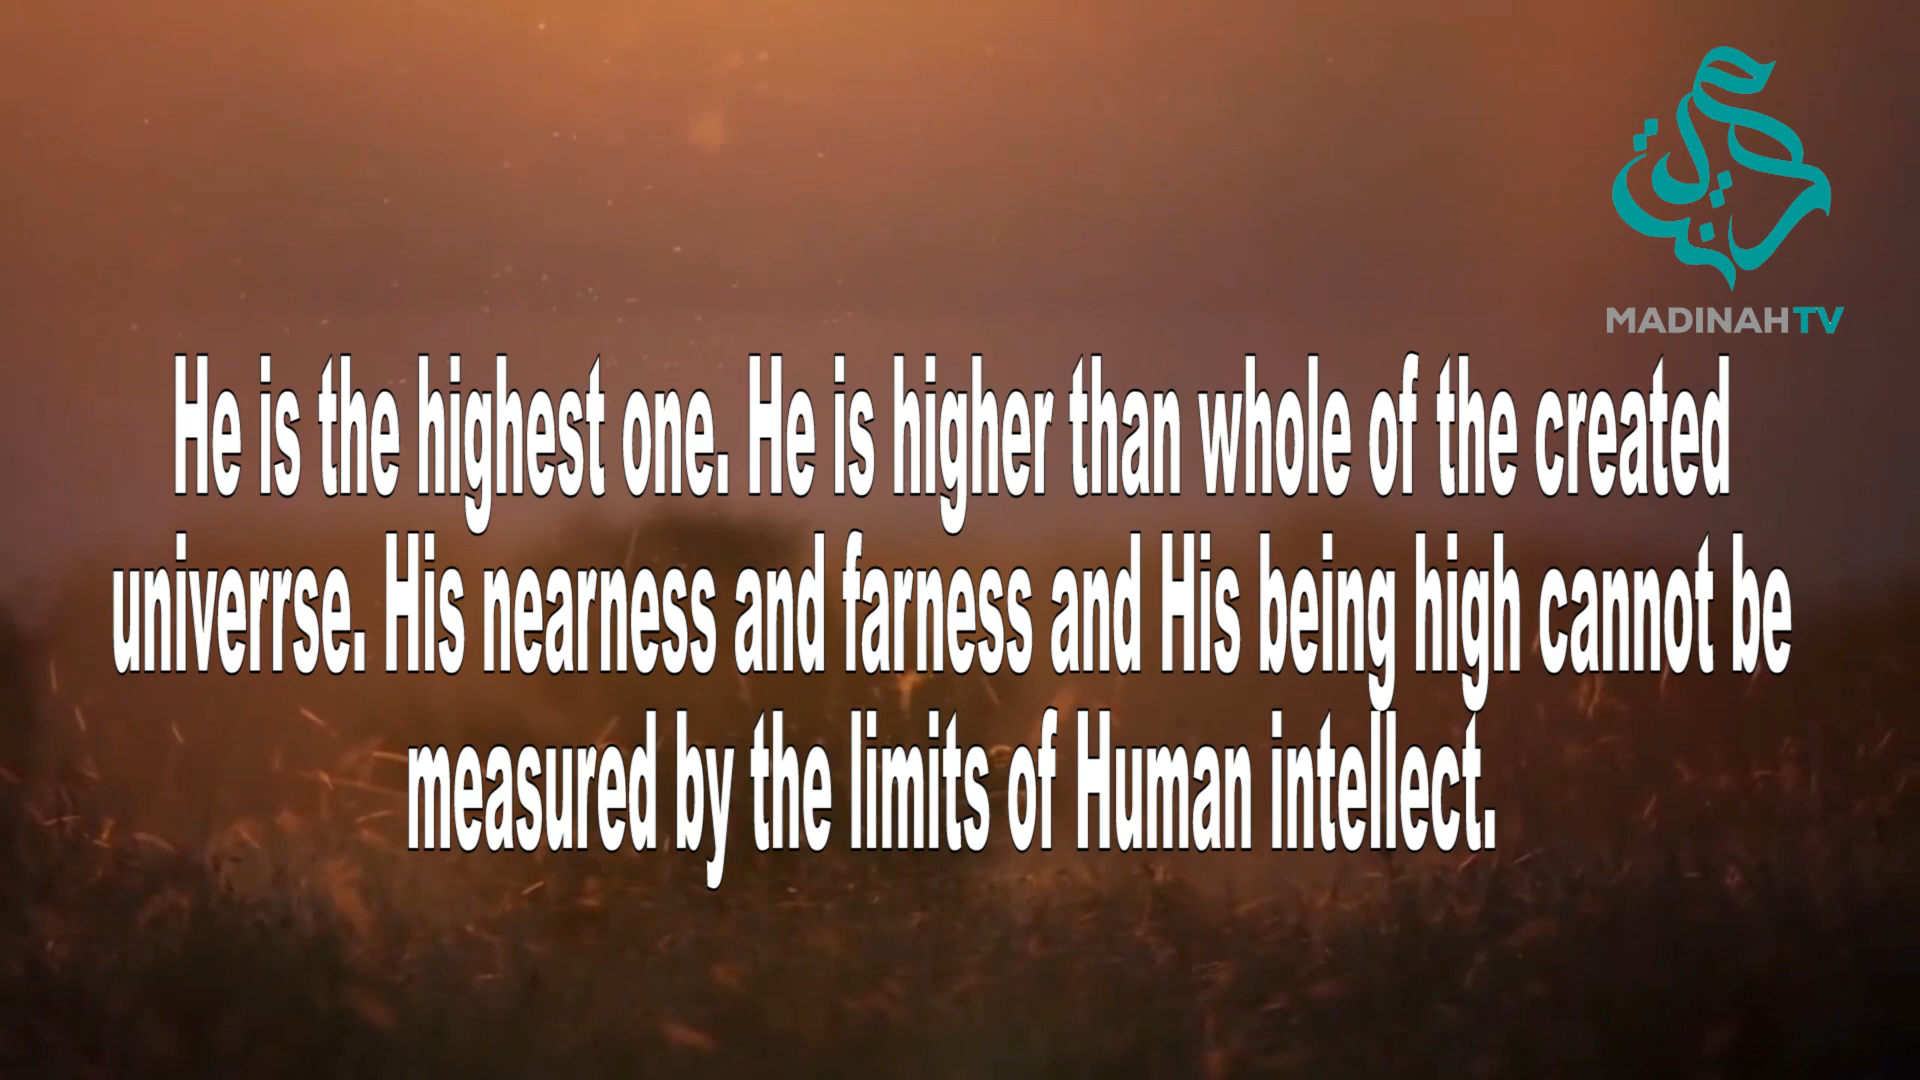 MADINAHTV
He is the highest one. He is higher than whole of the created
univerrse. His nearness and farness and His being high cannot be
measured by the limits of Human intellect.